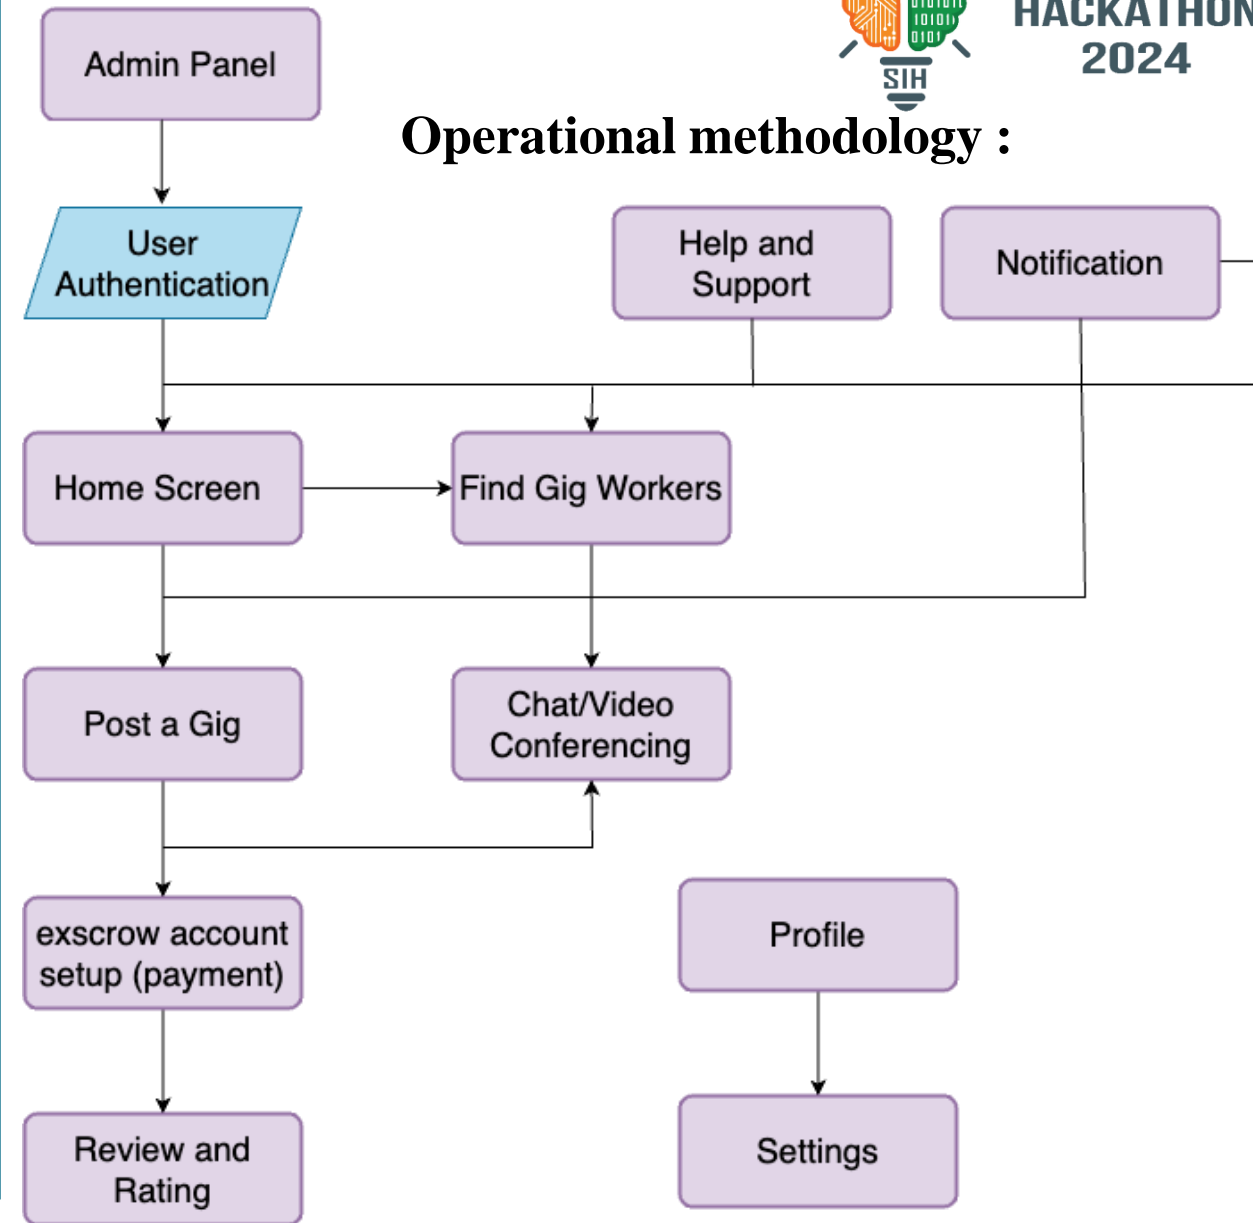 Admin Panel
HACKATHON
2024
SIH
Operational methodology :
User
Authentication
Help and
Support
Notification
Home Screen
Find Gig Workers
Post a Gig
Chat/Video
Conferencing
exscrow account
setup (payment)
Profile
Review and
Rating
Settings